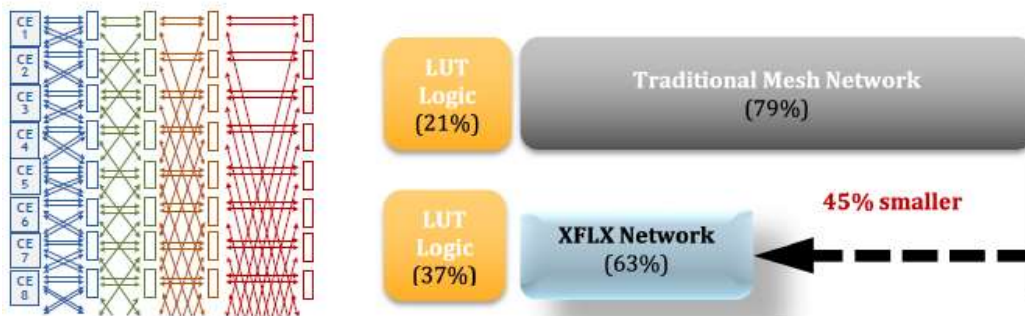 CE
1
CE
2
CE
3
CE
4
CE
5
CE
6
CE
7
CE
8
LUT
Logic
(21%)
Traditional Mesh Network
(79%)
45% smaller
LUT
Logic
(37%)
XFLX Network
(63%)